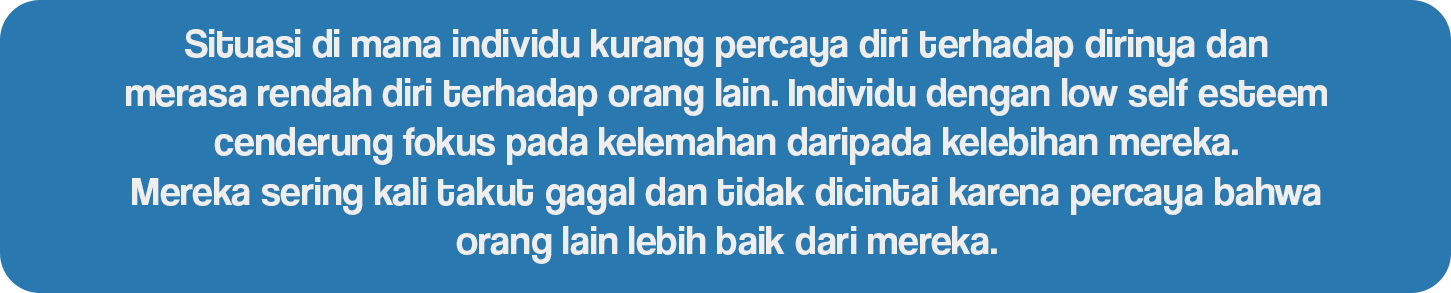 Situasi di mana individu kurang percaya diri terhadap dirinya dan
merasa rendah diri terhadap orang lain. Individu dengan low self esteem
cenderung fokus pada kelemahan daripada kelebihan mereka.
Mereka sering kali takut gagal dan tidak dicintai karena percaya bahwa
orang lain lebih baik dari mereka.